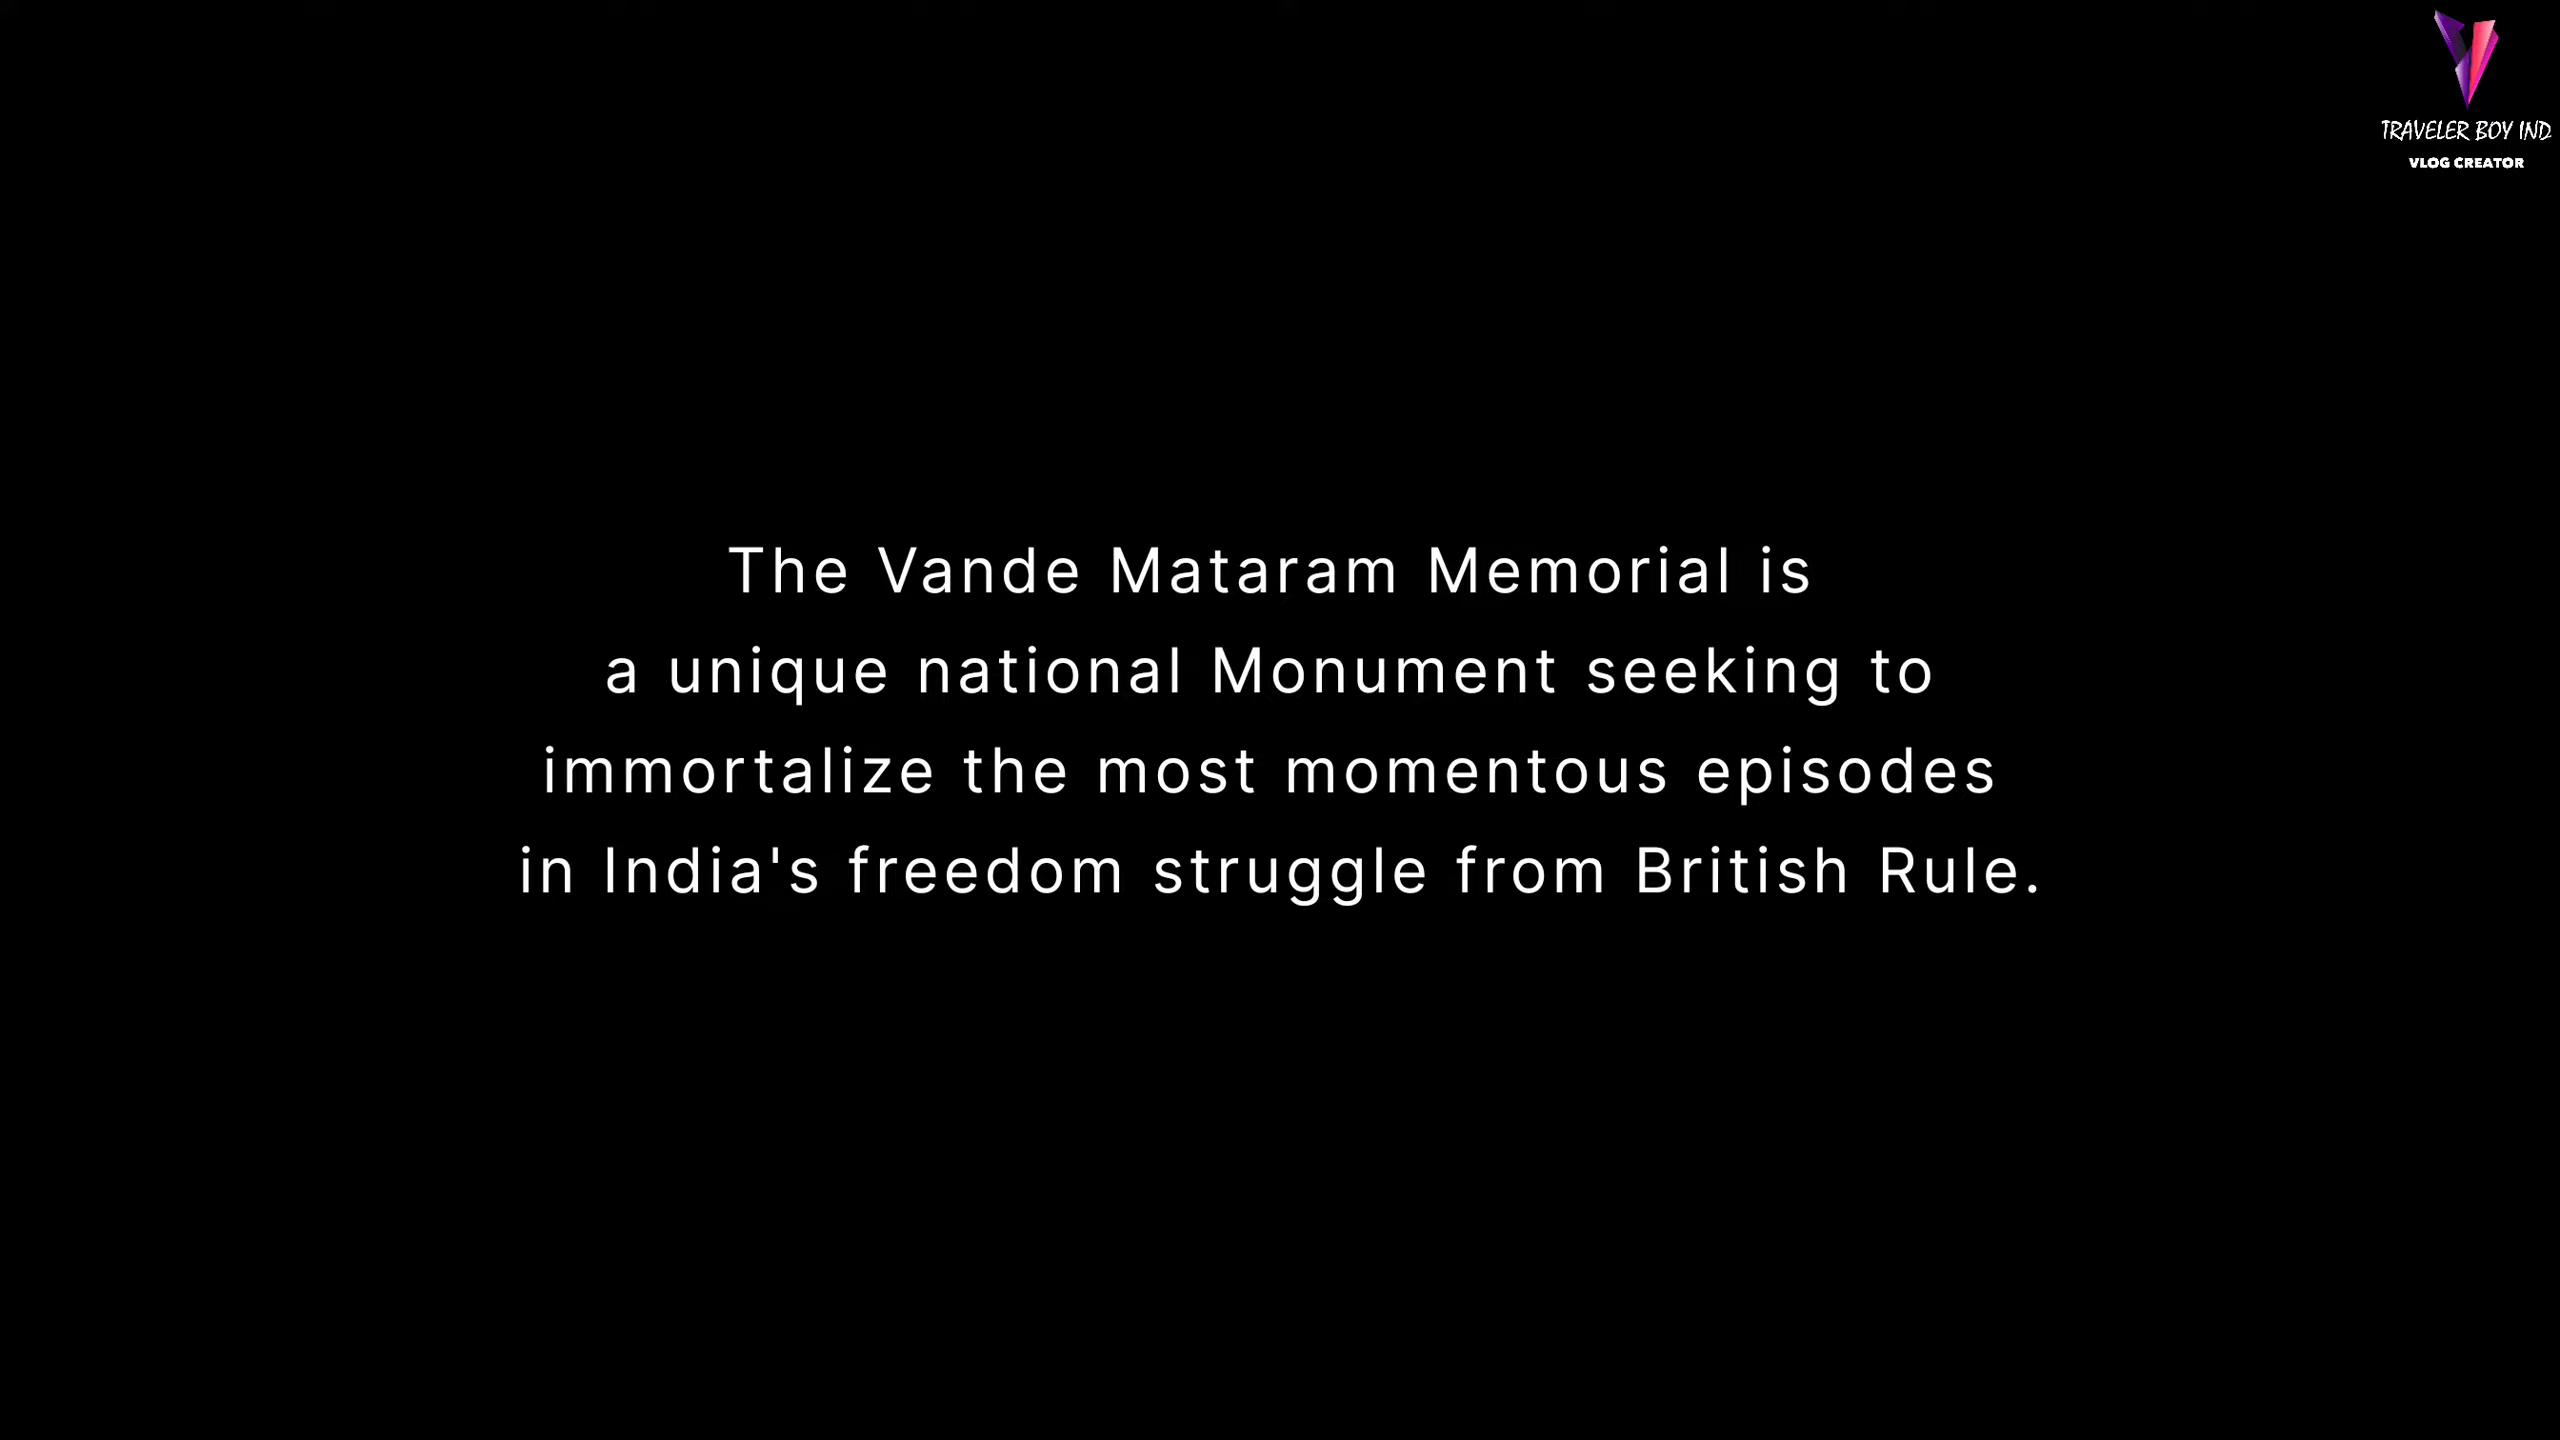 TRAVELER BOY IND
VLOG CREATOR
The Vande Mataram Memorial is
a unique national Monument seeking to
immortalize the most momentous episodes
in India's freedom struggle from British Rule.